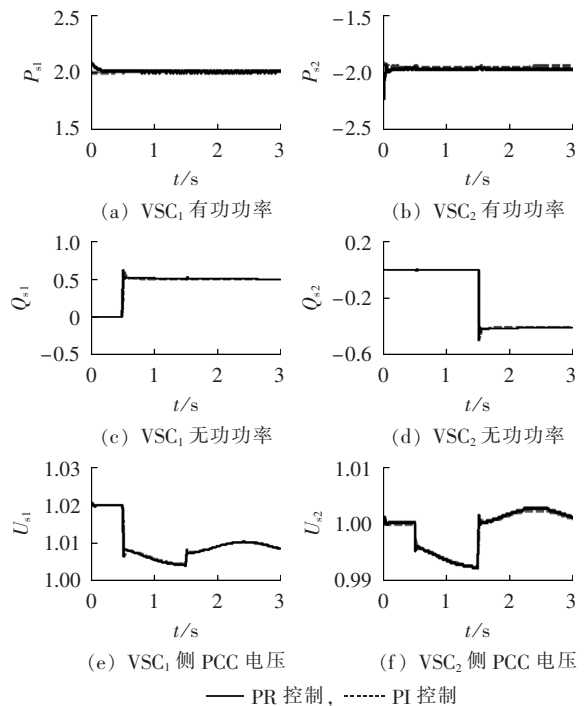 2.5
2.0
1.5
P_s1
0 1 2 3
t/s
(a) VSC₁ 有功功率
-1.5
-2.0
-2.5
P_s2
0 1 2 3
t/s
(b) VSC₂ 有功功率
1.0
0.5
0
-0.5
Q_s1
0 1 2 3
t/s
(c) VSC₁ 无功功率
0.2
-0.2
-0.6
Q_s2
0 1 2 3
t/s
(d) VSC₂ 无功功率
1.03
1.02
1.01
1.00
U_s1
0 1 2 3
t/s
(e) VSC₁ 侧 PCC 电压
1.01
1.00
0.99
U_s2
0 1 2 3
t/s
(f) VSC₂ 侧 PCC 电压
PR 控制, PI 控制